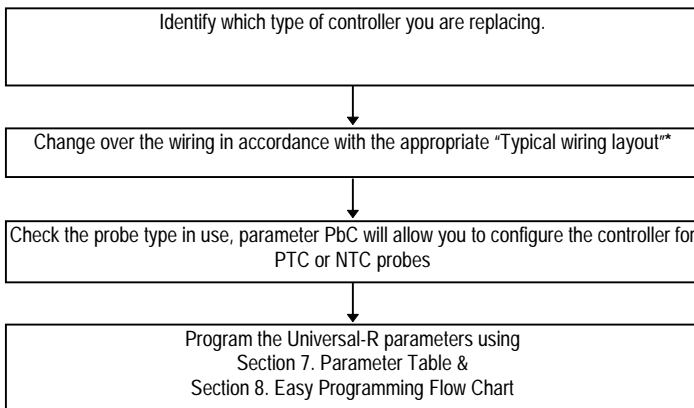 Identify which type of controller you are replacing.
Change over the wiring in accordance with the appropriate “Typical wiring layout”*
Check the probe type in use, parameter PbC will allow you to configure the controller for
PTC or NTC probes
Program the Universal-R parameters using
Section 7. Parameter Table &
Section 8. Easy Programming Flow Chart